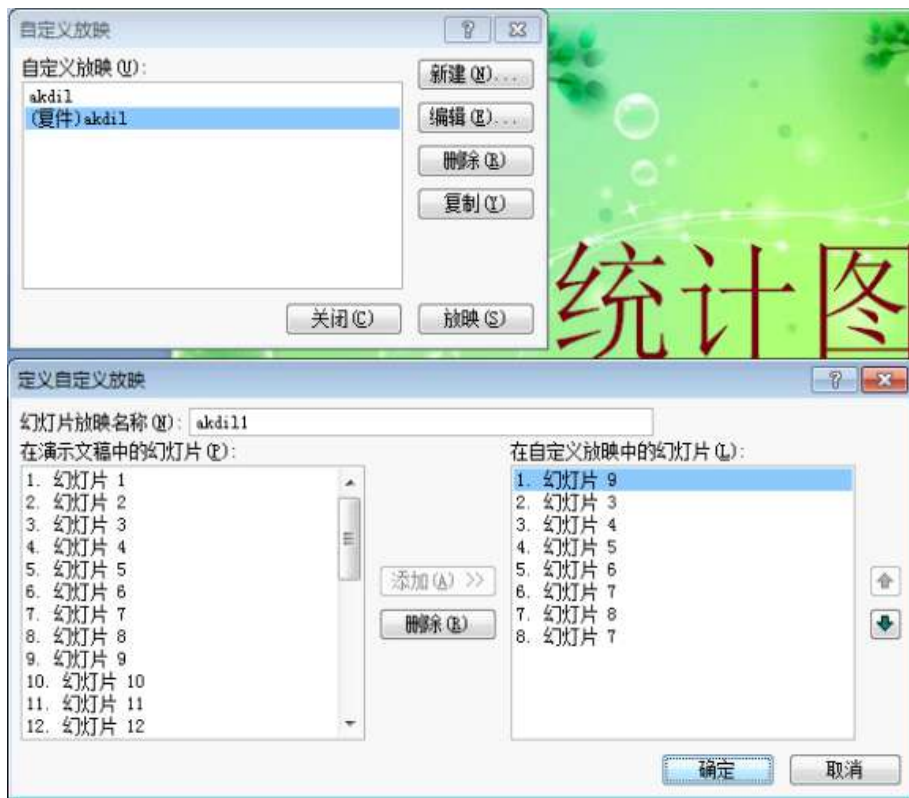 自定义放映
自定义放映(U):
akdil
(复件)akdil
新建(N)...
编辑(E)...
删除(R)
复制(Y)
关闭(C)
放映(S)
统计图
定义自定义放映
幻灯片放映名称(N): akdil1
在演示文稿中的幻灯片(P):
1. 幻灯片 1
2. 幻灯片 2
3. 幻灯片 3
4. 幻灯片 4
5. 幻灯片 5
6. 幻灯片 6
7. 幻灯片 7
8. 幻灯片 8
9. 幻灯片 9
10. 幻灯片 10
11. 幻灯片 11
12. 幻灯片 12
添加(A) >>
删除(R)
在自定义放映中的幻灯片(L):
1. 幻灯片 9
2. 幻灯片 3
3. 幻灯片 4
4. 幻灯片 5
5. 幻灯片 6
6. 幻灯片 7
7. 幻灯片 8
8. 幻灯片 7
确定
取消